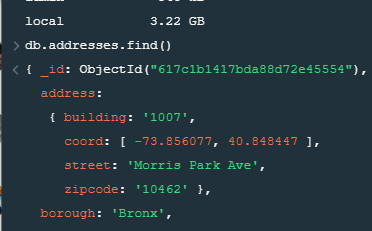 local 3.22 GB
> db.addresses.find()
< { _id: ObjectId("617c1b1417bda88d72e45554"),
address:
{ building: '1007',
coord: [ -73.856077, 40.848447 ],
street: 'Morris Park Ave',
zipcode: '10462' },
borough: 'Bronx',